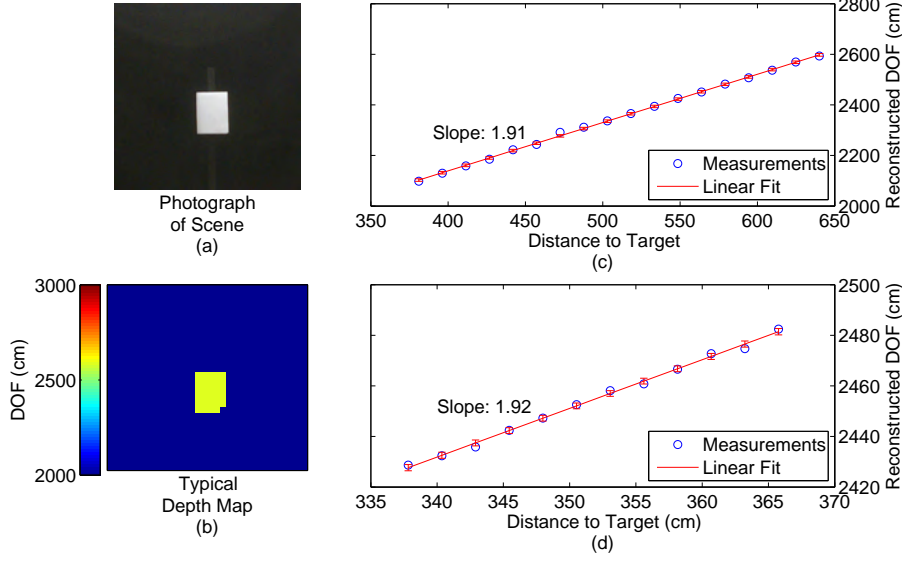 Photograph
of Scene
(a)
2800
2600
2400
2200
2000
Reconstructed DOF (cm)
Slope: 1.91
Measurements
Linear Fit
350 400 450 500 550 600 650
Distance to Target
(c)
3000
2500
2000
DOF (cm)
Typical
Depth Map
(b)
2500
2480
2460
2440
2420
Reconstructed DOF (cm)
Slope: 1.92
Measurements
Linear Fit
335 340 345 350 355 360 365 370
Distance to Target (cm)
(d)